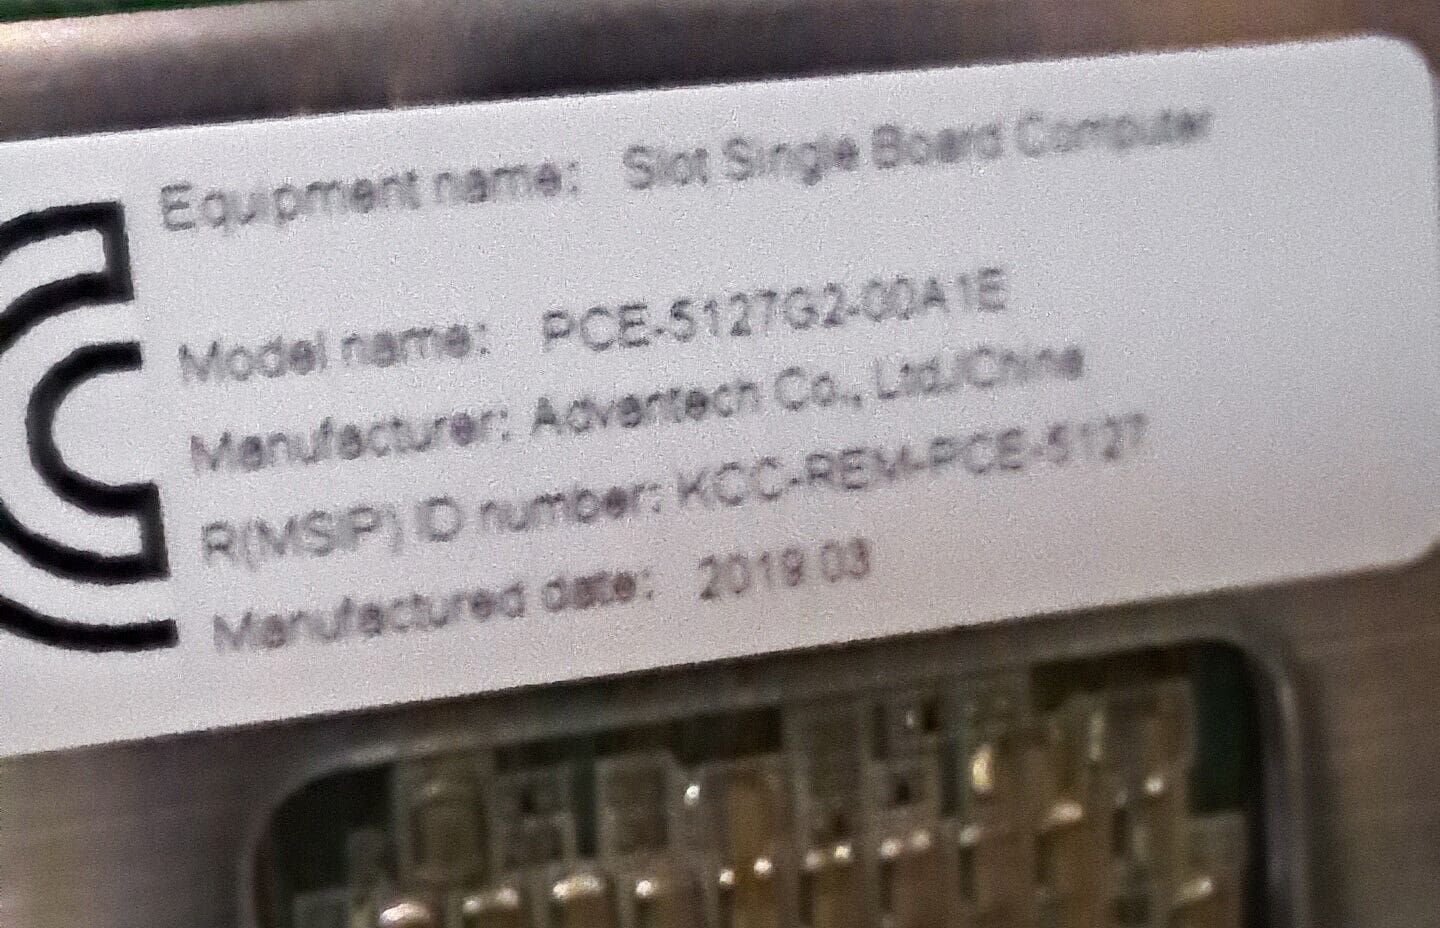 Equipment name: Slot Single Board Computer
Model name: PCE-5127G2-00A1E
Manufacturer: Advantech Co., Ltd./China
R(MSIP) ID number: KCC-REM-PCE-5127
Manufactured date: 2019 03